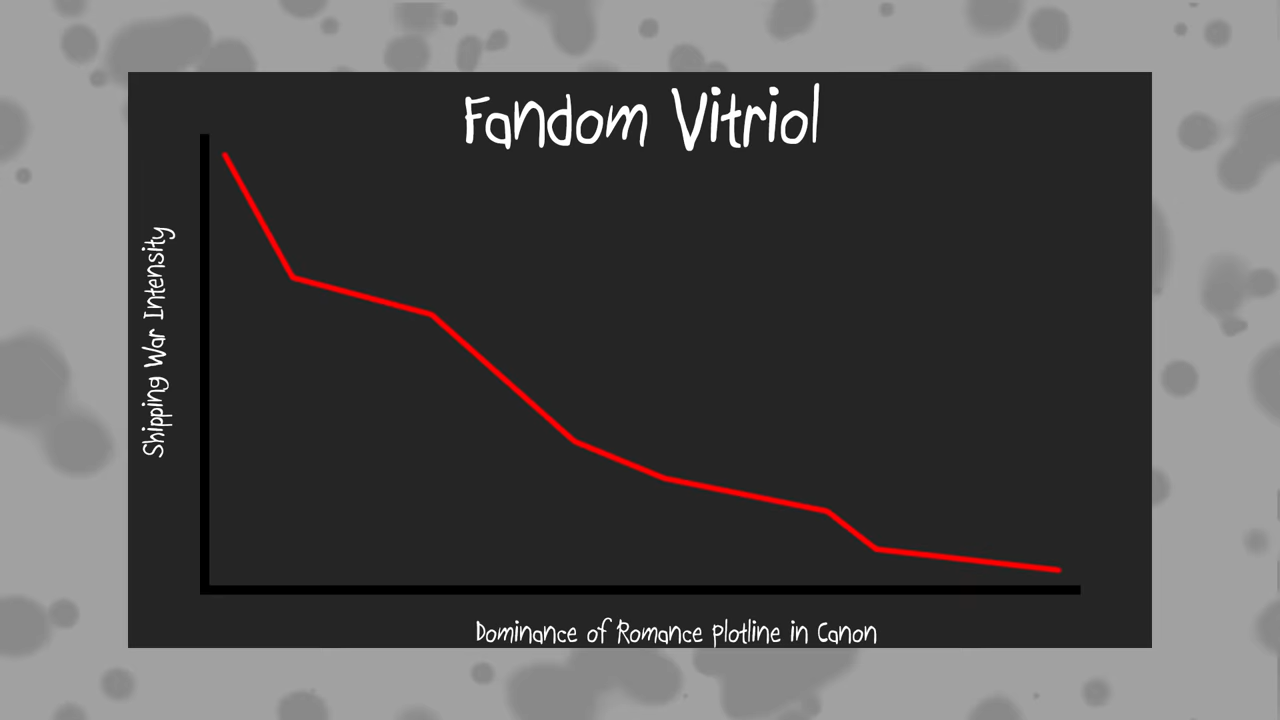 Fandom Vitriol
Shipping War Intensity
Dominance of Romance Plotline in Canon